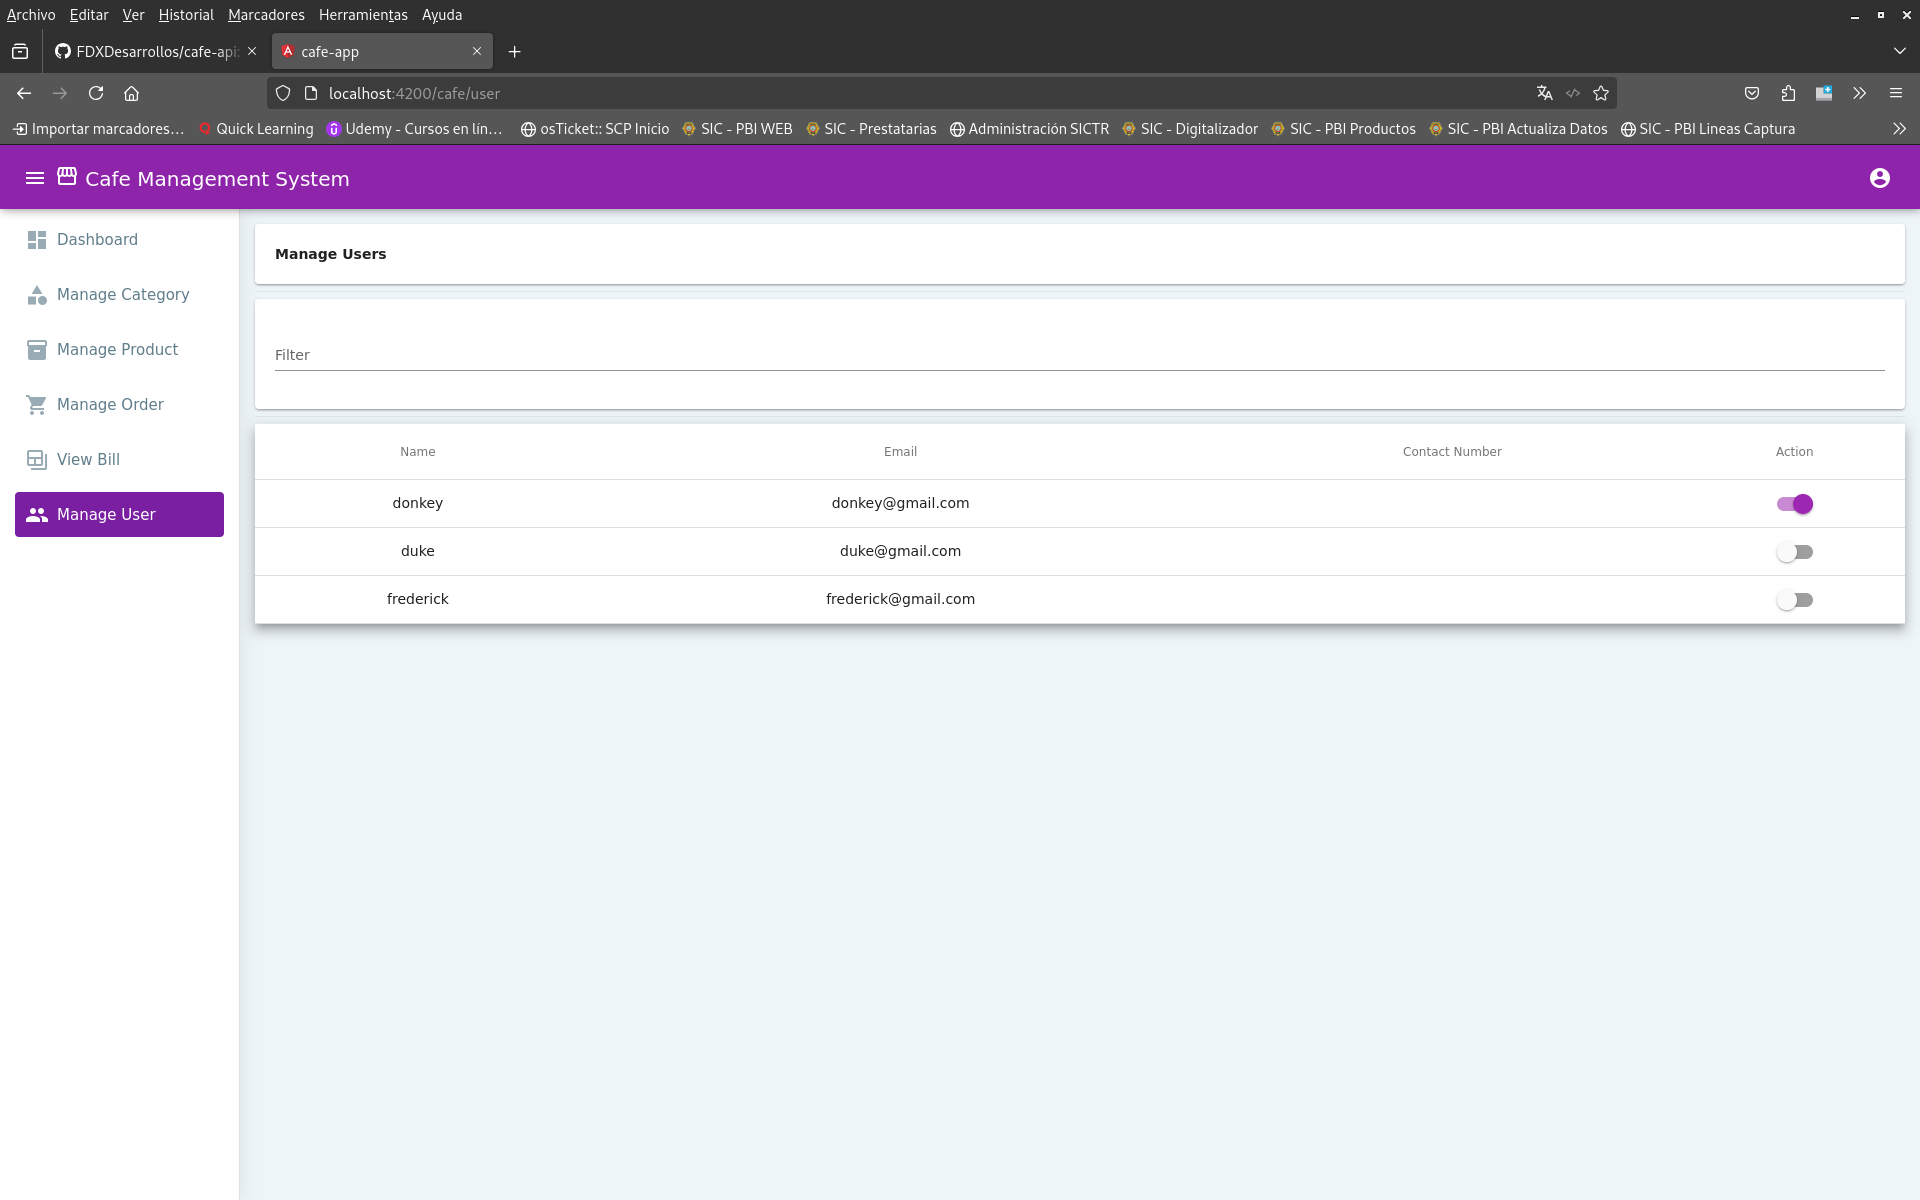 Archivo Editar Ver Historial Marcadores Herramientas Ayuda
FDXDesarrollos/cafe-api: cafe-app
localhost:4200/cafe/user
Importar marcadores... Quick Learning Udemy - Cursos en lín... osTicket:: SCP Inicio SIC - PBI WEB SIC - Prestatarias Administración SICTR SIC - Digitalizador SIC - PBI Productos SIC - PBI Actualiza Datos SIC - PBI Lineas Captura
Cafe Management System
Dashboard
Manage Category
Manage Product
Manage Order
View Bill
Manage User
Manage Users
Filter
Name Email Contact Number Action
donkey donkey@gmail.com
duke duke@gmail.com
frederick frederick@gmail.com